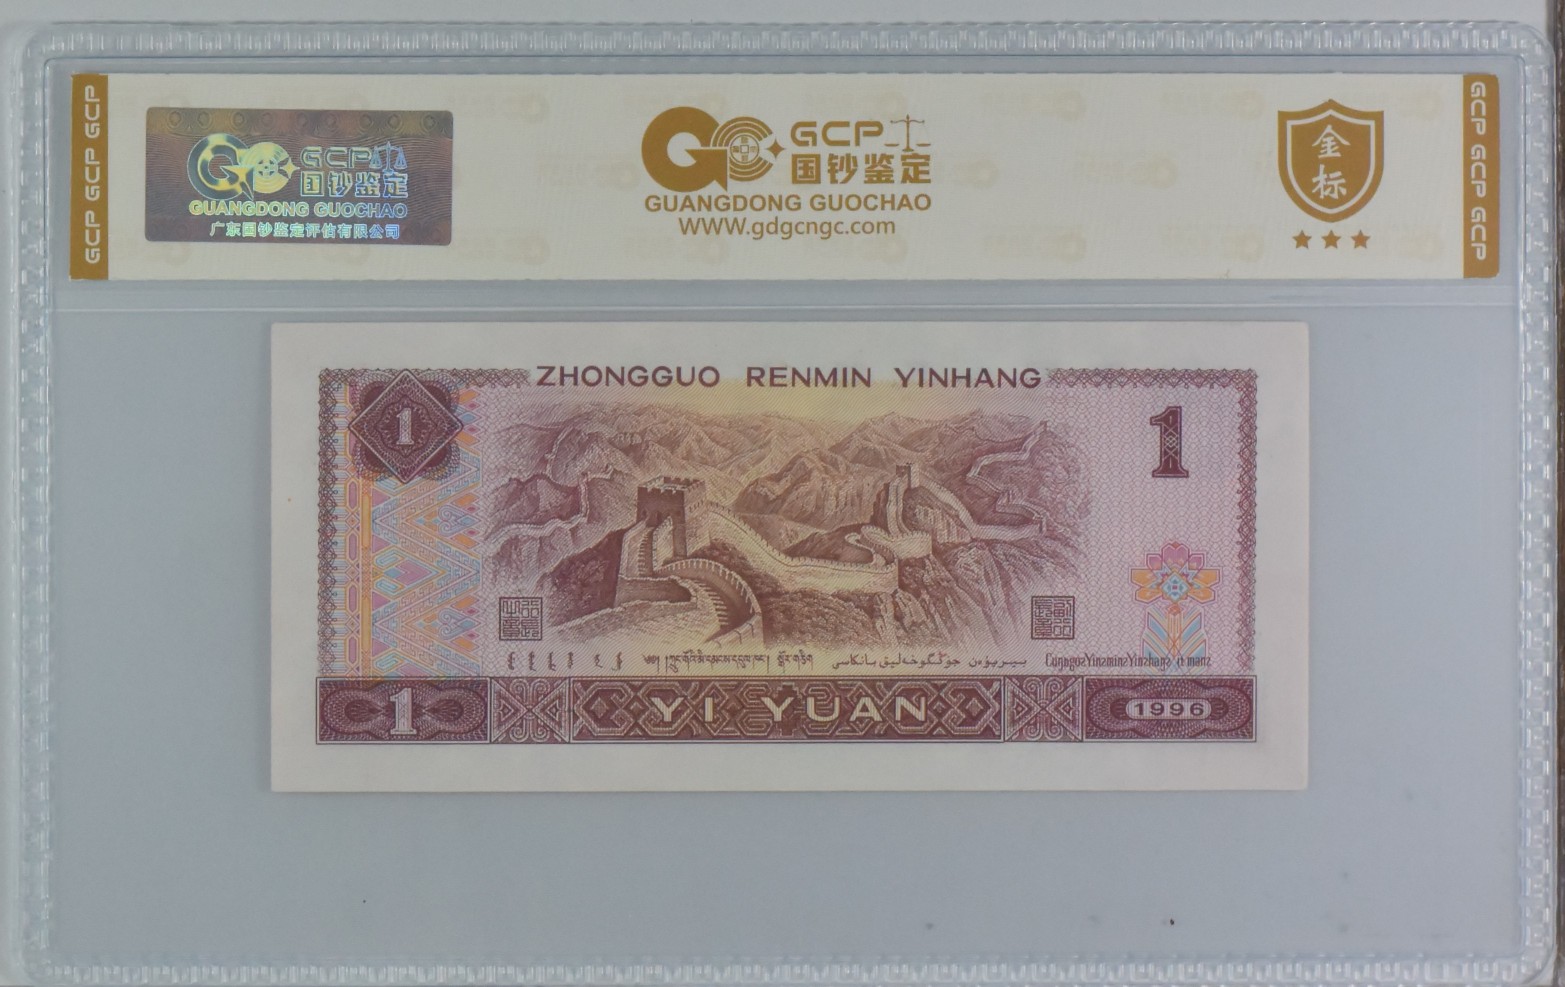 GCP GCP GCP
GCP
国钞鉴定
GUANGDONG GUOCHAO
广东国钞鉴定评估有限公司
GC
GCP
国钞鉴定
GUANGDONG GUOCHAO
WWW.gdgcngc.com
金
标
GCP GCP GCP
ZHONGGUO RENMIN YINHANG
1
1
1
YI YUAN
1996